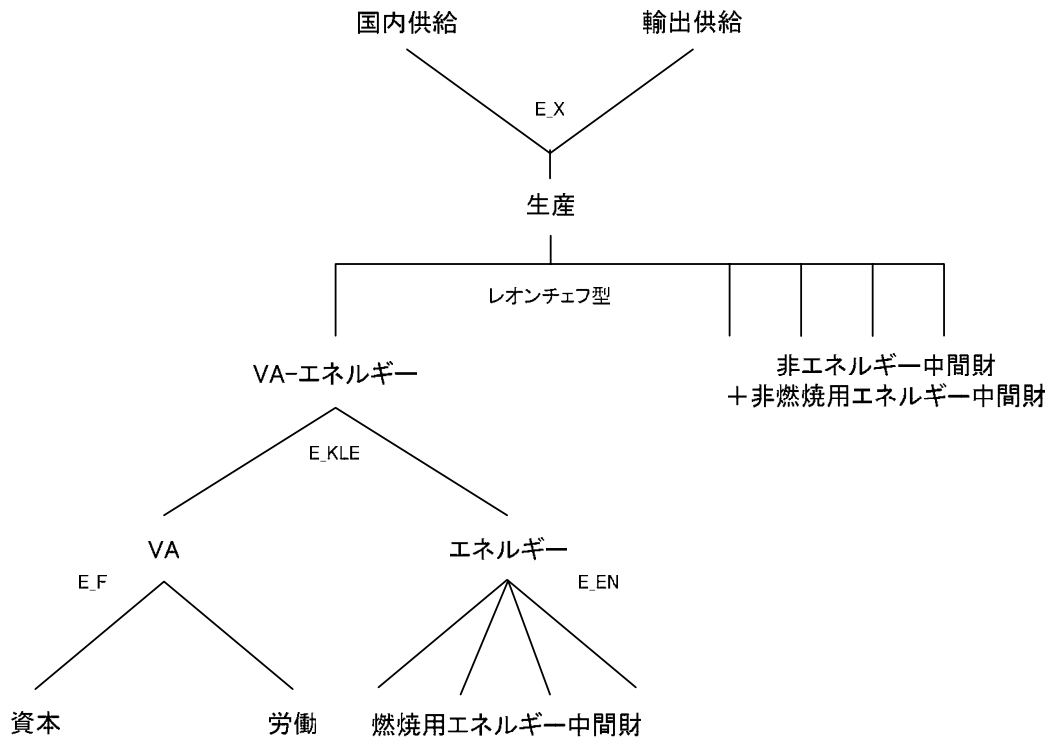 国内供給
輸出供給
E_X
生産
レオンチェフ型
VA-エネルギー
非エネルギー中間財
＋非燃焼用エネルギー中間財
E_KLE
VA
エネルギー
E_F
E_EN
資本
労働
燃焼用エネルギー中間財